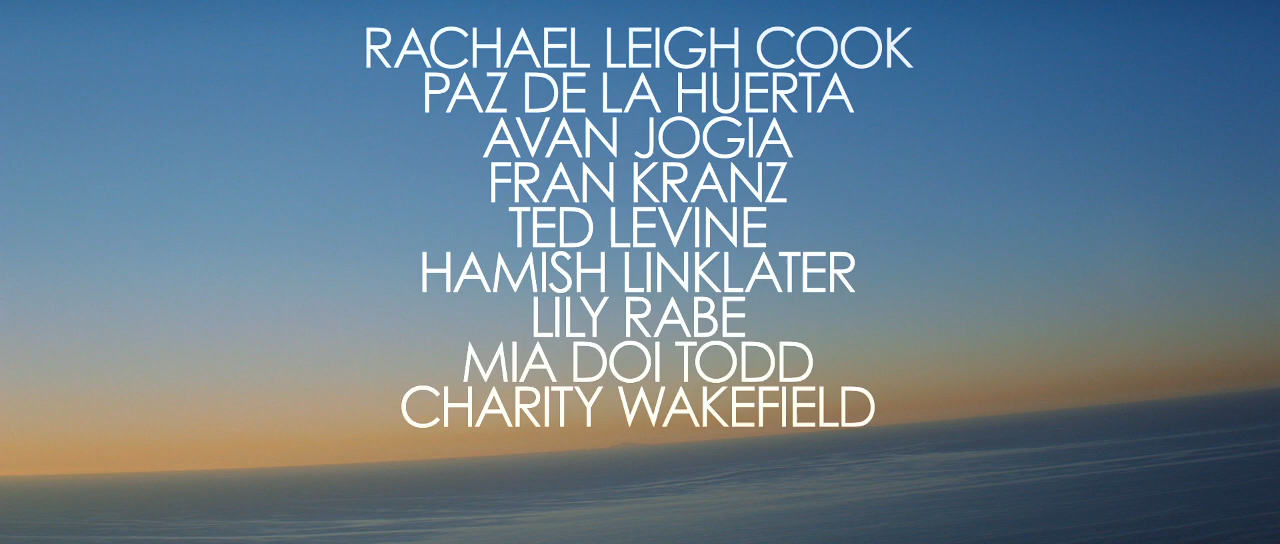 RACHAEL LEIGH COOK
PAZ DE LA HUERTA
AVAN JOGIA
FRAN KRANZ
TED LEVINE
HAMISH LINKLATER
LILY RABE
MIA DOI TODD
CHARITY WAKEFIELD